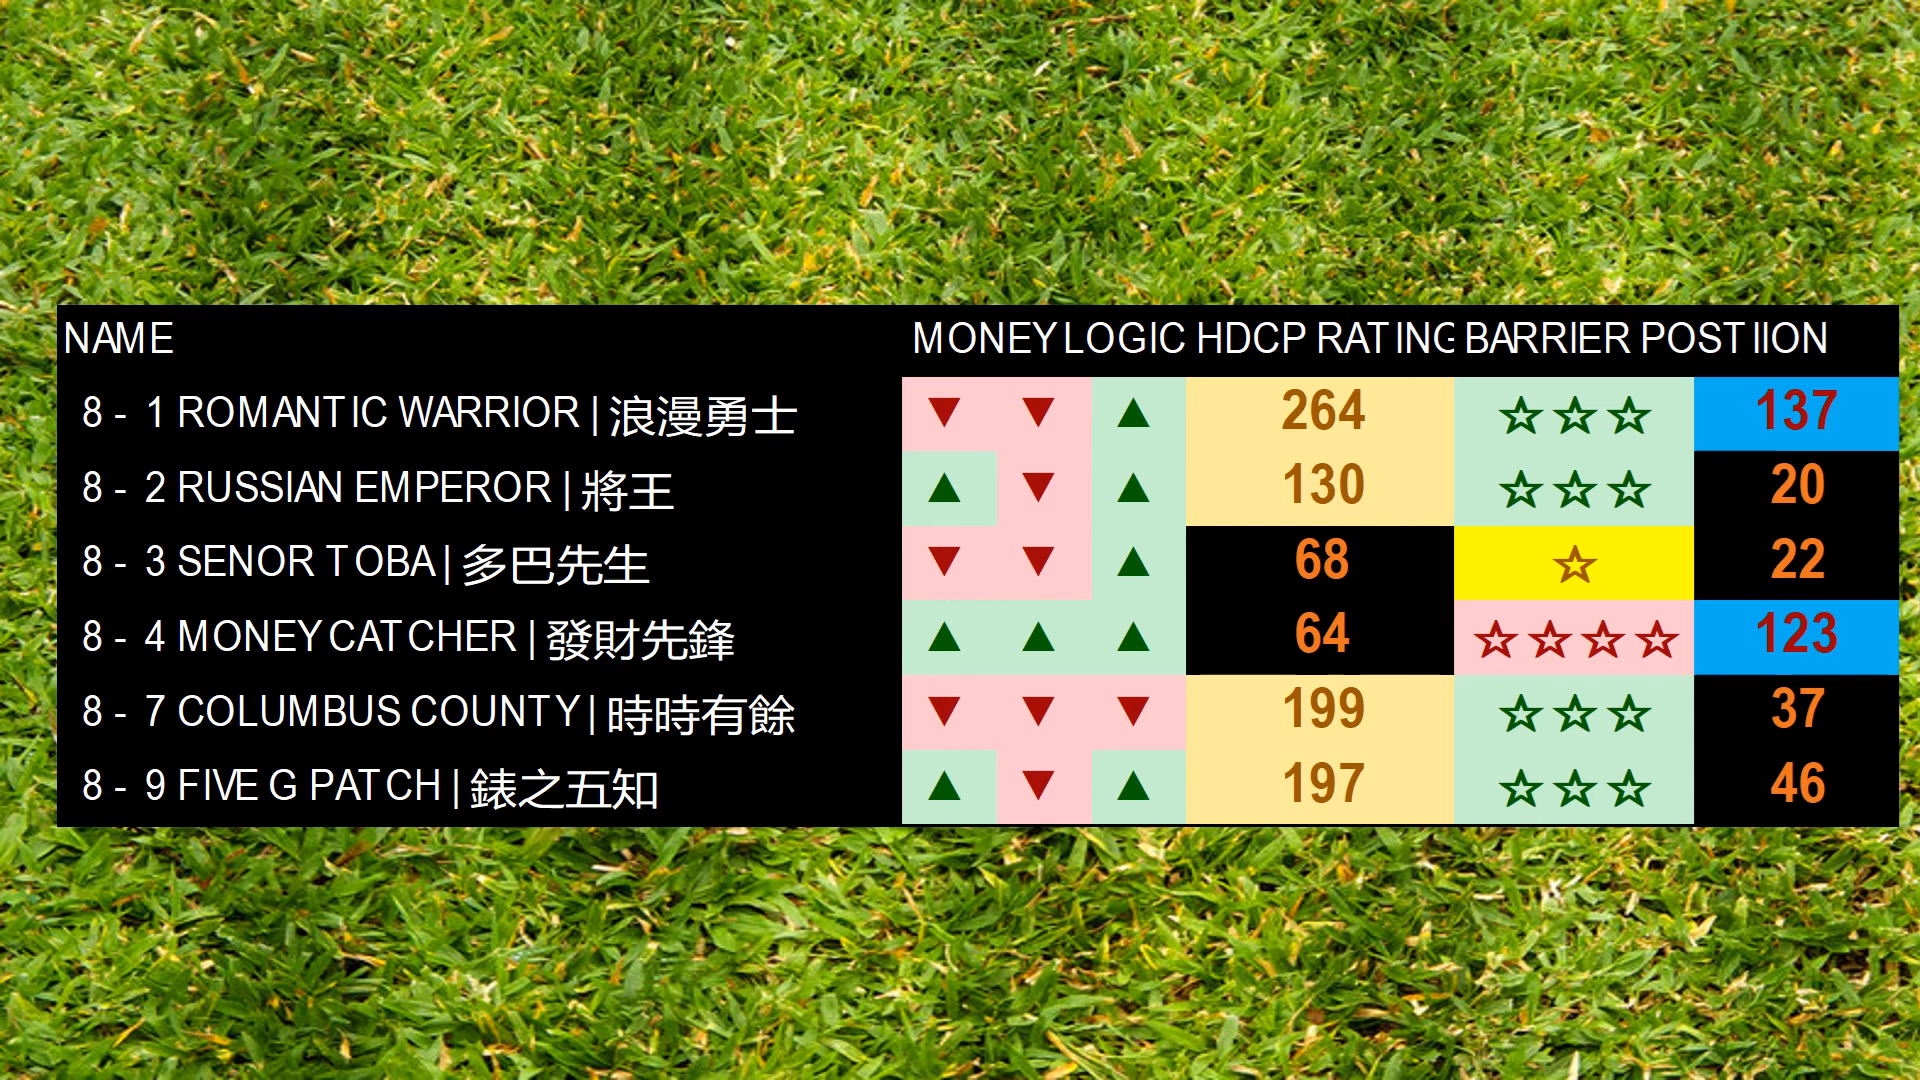 NAME MONEY LOGIC HDCP RATING BARRIER POSTIION
8 - 1 ROMANTIC WARRIOR | 浪漫勇士 ▼ ▼ ▲ 264 ☆☆☆ 137
8 - 2 RUSSIAN EMPEROR | 將王 ▲ ▼ ▲ 130 ☆☆☆ 20
8 - 3 SENOR TOBA | 多巴先生 ▼ ▼ ▲ 68 ☆ 22
8 - 4 MONEY CATCHER | 發財先鋒 ▲ ▲ ▲ 64 ☆☆☆☆ 123
8 - 7 COLUMBUS COUNTY | 時時有餘 ▼ ▼ ▼ 199 ☆☆☆ 37
8 - 9 FIVE G PATCH | 錶之五知 ▲ ▼ ▲ 197 ☆☆☆ 46